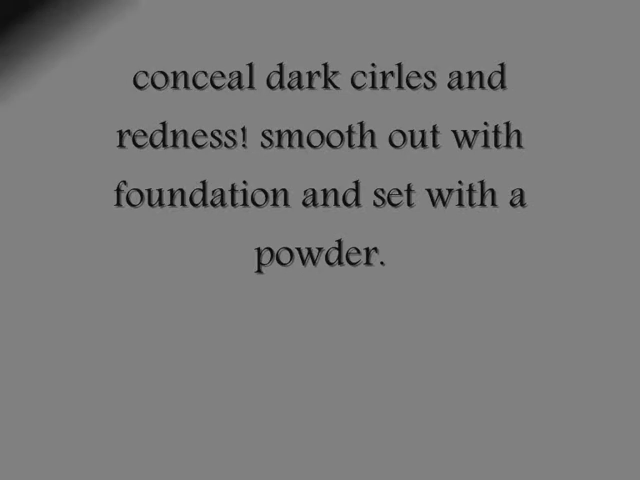 conceal dark cirles and
redness! smooth out with
foundation and set with a
powder.